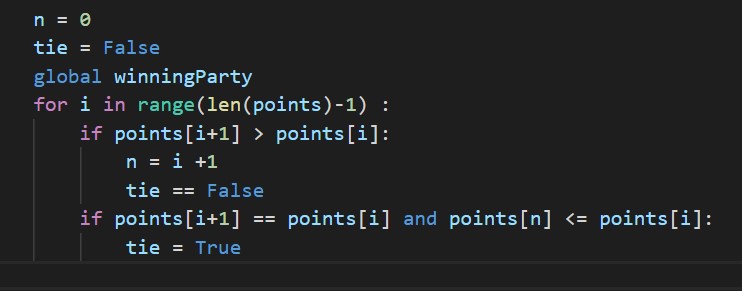 n = 0
tie = False
global winningParty
for i in range(len(points)-1) :
    if points[i+1] > points[i]:
        n = i +1
        tie == False
    if points[i+1] == points[i] and points[n] <= points[i]:
        tie = True